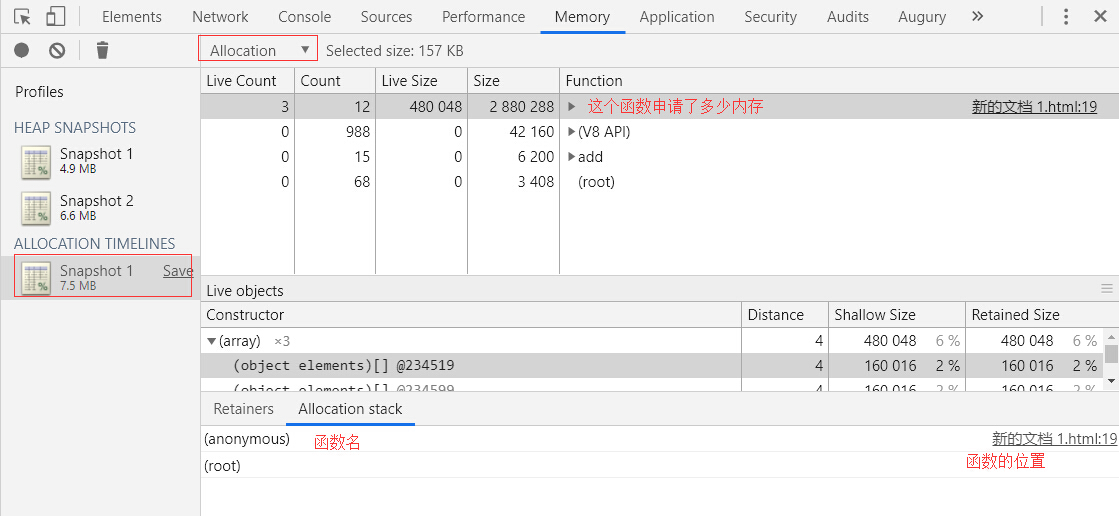 Elements Network Console Sources Performance Memory Application Security Audits Augury »
Allocation ▼ Selected size: 157 KB
Profiles
HEAP SNAPSHOTS
Snapshot 1
4.9 MB
Snapshot 2
6.6 MB
ALLOCATION TIMELINES
Snapshot 1 Save
7.5 MB
Live Count Count Live Size Size Function
3 12 480 048 2 880 288 ▶ 这个函数申请了多少内存 新的文档 1.html:19
0 988 0 42 160 ▶(V8 API)
0 15 0 6 200 ▶add
0 68 0 3 408 (root)
Live objects
Constructor Distance Shallow Size Retained Size
▼(array) ×3 4 480 048 6 % 480 048 6 %
(object elements)[] @234519 4 160 016 2 % 160 016 2 %
(object elements)[] @234599 4 160 016 2 % 160 016 2 %
Retainers Allocation stack
(anonymous) 函数名 新的文档 1.html:19
(root) 函数的位置